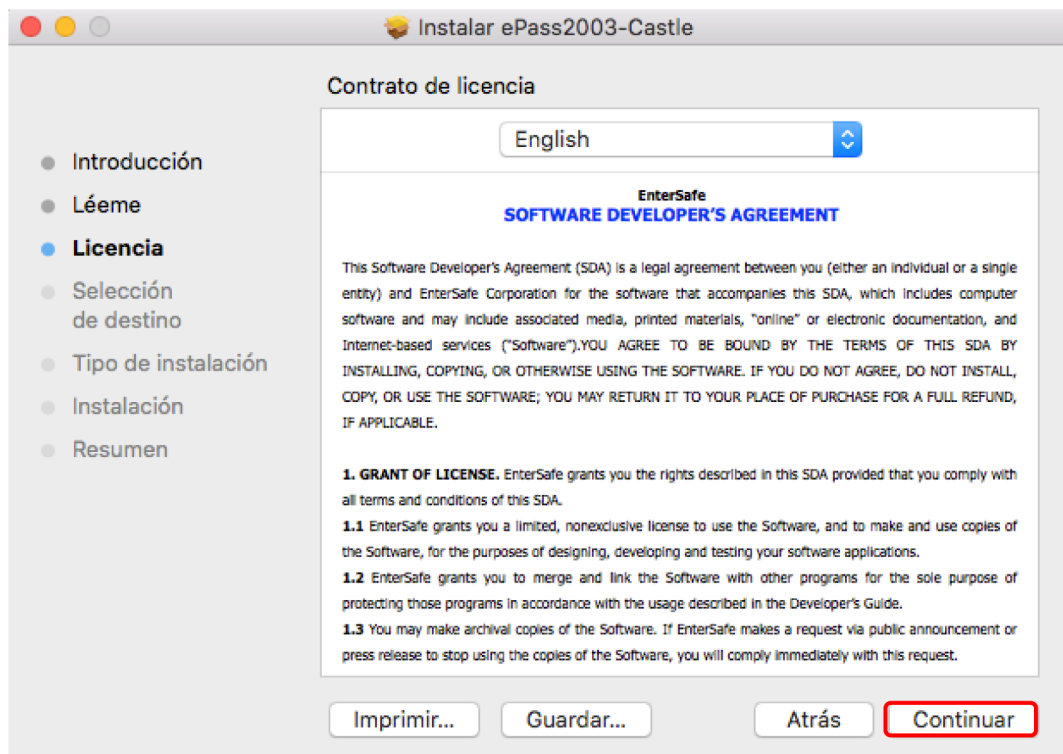 Instalar ePass2003-Castle
Introducción
Léeme
Licencia
Selección
de destino
Tipo de instalación
Instalación
Resumen
Contrato de licencia
English
EnterSafe
SOFTWARE DEVELOPER'S AGREEMENT
This Software Developer's Agreement (SDA) is a legal agreement between you (either an individual or a single
entity) and EnterSafe Corporation for the software that accompanies this SDA, which includes computer
software and may include associated media, printed materials, "online" or electronic documentation, and
Internet-based services ("Software").YOU AGREE TO BE BOUND BY THE TERMS OF THIS SDA BY
INSTALLING, COPYING, OR OTHERWISE USING THE SOFTWARE. IF YOU DO NOT AGREE, DO NOT INSTALL,
COPY, OR USE THE SOFTWARE; YOU MAY RETURN IT TO YOUR PLACE OF PURCHASE FOR A FULL REFUND,
IF APPLICABLE.
1. GRANT OF LICENSE. EnterSafe grants you the rights described in this SDA provided that you comply with
all terms and conditions of this SDA.
1.1 EnterSafe grants you a limited, nonexclusive license to use the Software, and to make and use copies of
the Software, for the purposes of designing, developing and testing your software applications.
1.2 EnterSafe grants you to merge and link the Software with other programs for the sole purpose of
protecting those programs in accordance with the usage described in the Developer's Guide.
1.3 You may make archival copies of the Software. If EnterSafe makes a request via public announcement or
press release to stop using the copies of the Software, you will comply immediately with this request.
Imprimir... Guardar... Atrás Continuar